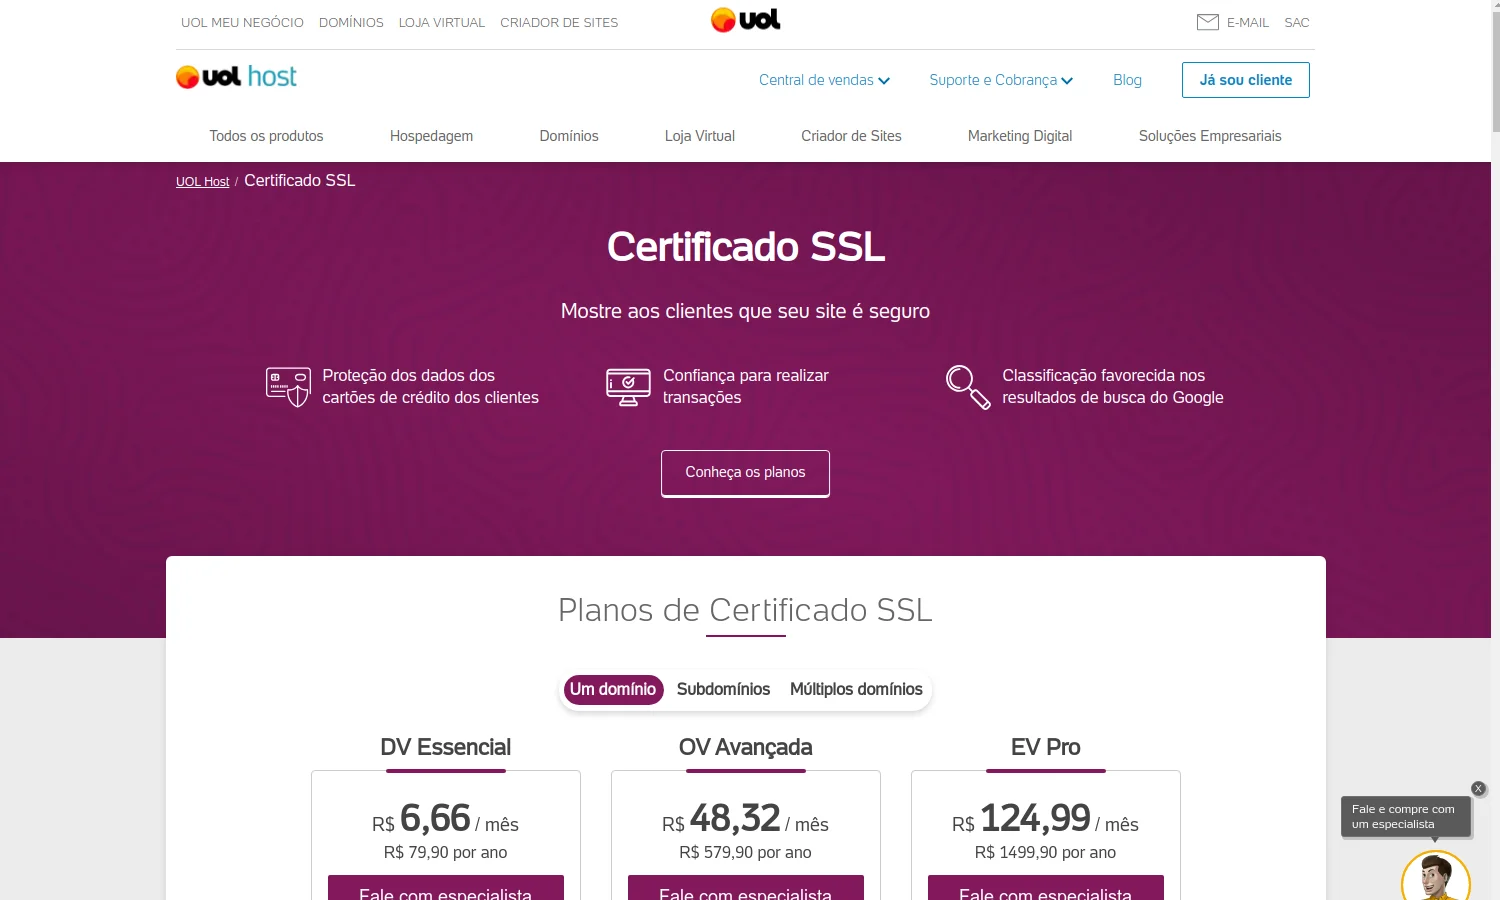 UOL MEU NEGÓCIO DOMÍNIOS LOJA VIRTUAL CRIADOR DE SITES uol E-MAIL SAC
uol host Central de vendas Suporte e Cobrança Blog Já sou cliente
Todos os produtos Hospedagem Domínios Loja Virtual Criador de Sites Marketing Digital Soluções Empresariais
UOL Host / Certificado SSL
Certificado SSL
Mostre aos clientes que seu site é seguro
Proteção dos dados dos
cartões de crédito dos clientes
Confiança para realizar
transações
Classificação favorecida nos
resultados de busca do Google
Conheça os planos
Planos de Certificado SSL
Um domínio Subdomínios Múltiplos domínios
DV Essencial
R$ 6,66 / mês
R$ 79,90 por ano
Fale com especialista
OV Avançada
R$ 48,32 / mês
R$ 579,90 por ano
Fale com especialista
EV Pro
R$ 124,99 / mês
R$ 1499,90 por ano
Fale com especialista
X
Fale e compre com
um especialista